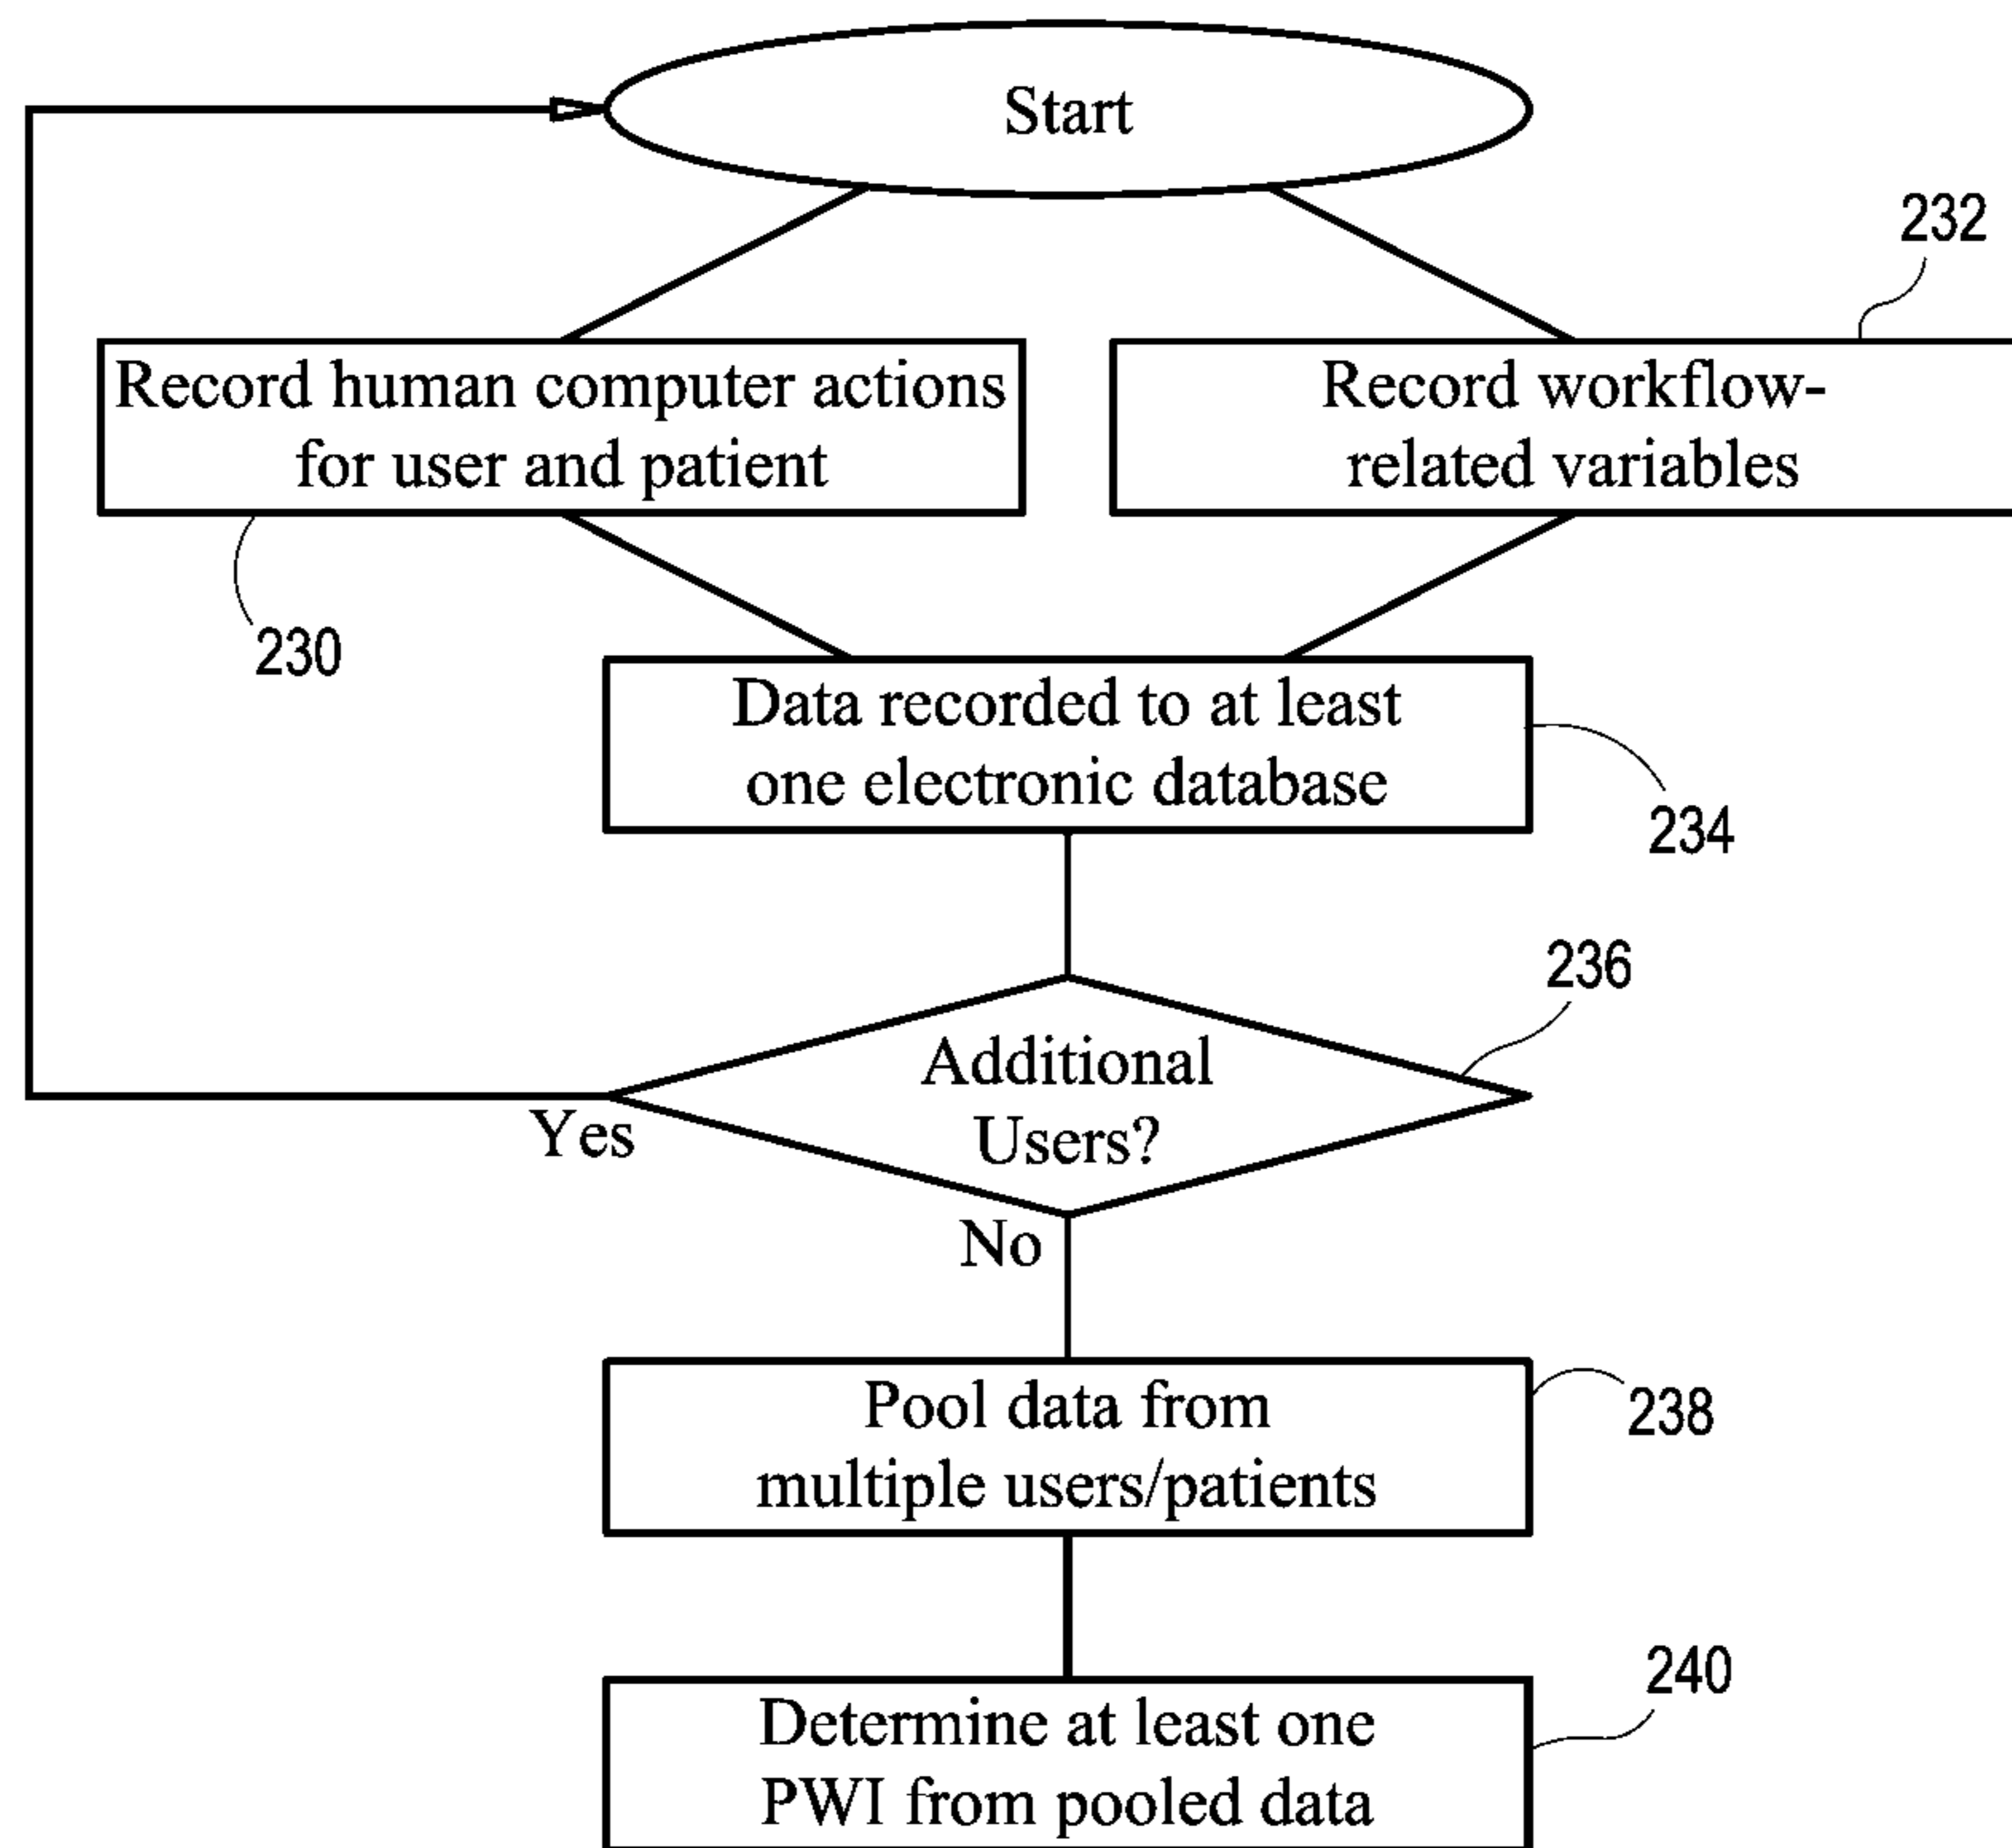 Start
232
Record human computer actions
for user and patient
Record workflow-
related variables
230
Data recorded to at least
one electronic database
234
236
Additional
Users?
Yes
No
Pool data from
multiple users/patients
238
240
Determine at least one
PWI from pooled data